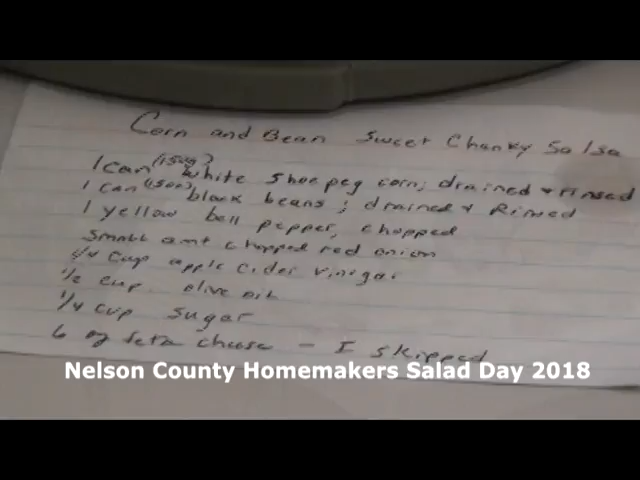 Corn and Bean Sweet Chunky Salsa
1 can (15oz) white shoepeg corn; drained + rinsed
1 can (15oz) black beans; drained + Rinsed
1 yellow bell pepper, chopped
Small amt chopped red onion
1/4 cup apple cider vinigar
1/2 cup olive oil
1/4 cup sugar
6 oz feta cheese - I skipped
Nelson County Homemakers Salad Day 2018